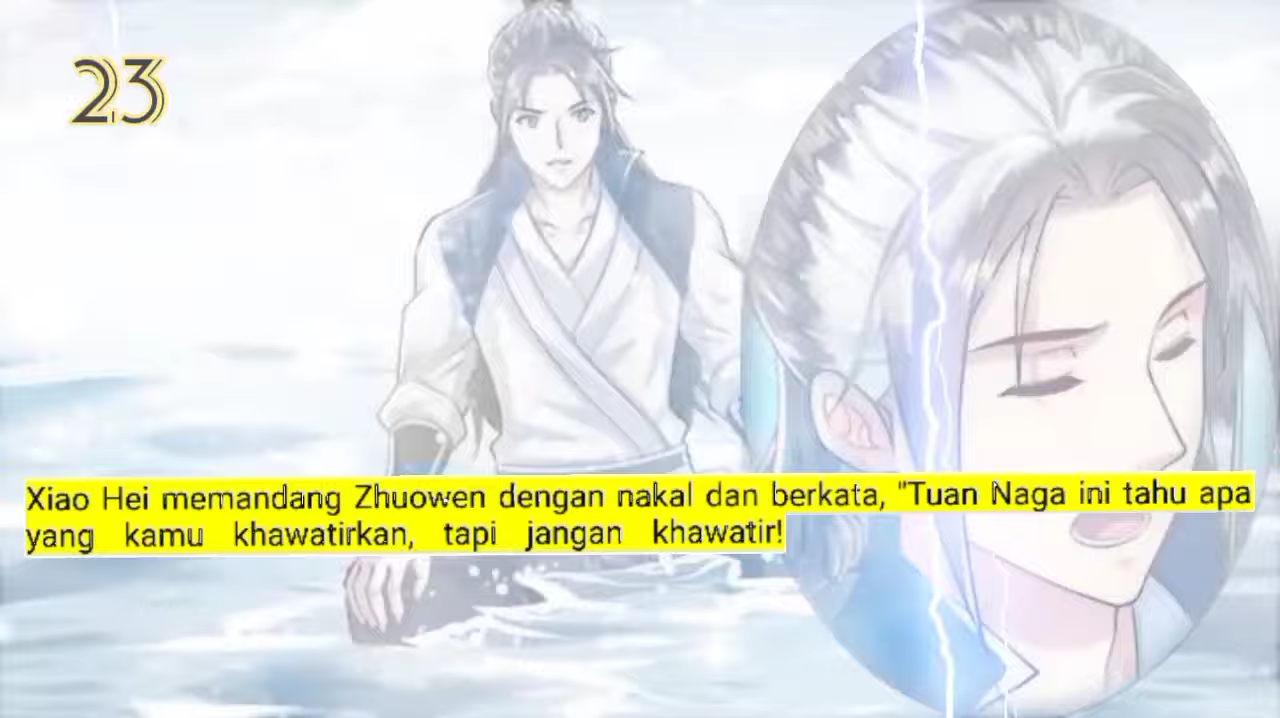 23
Xiao Hei memandang Zhuowen dengan nakal dan berkata, "Tuan Naga ini tahu apa
yang kamu khawatirkan, tapi jangan khawatir!